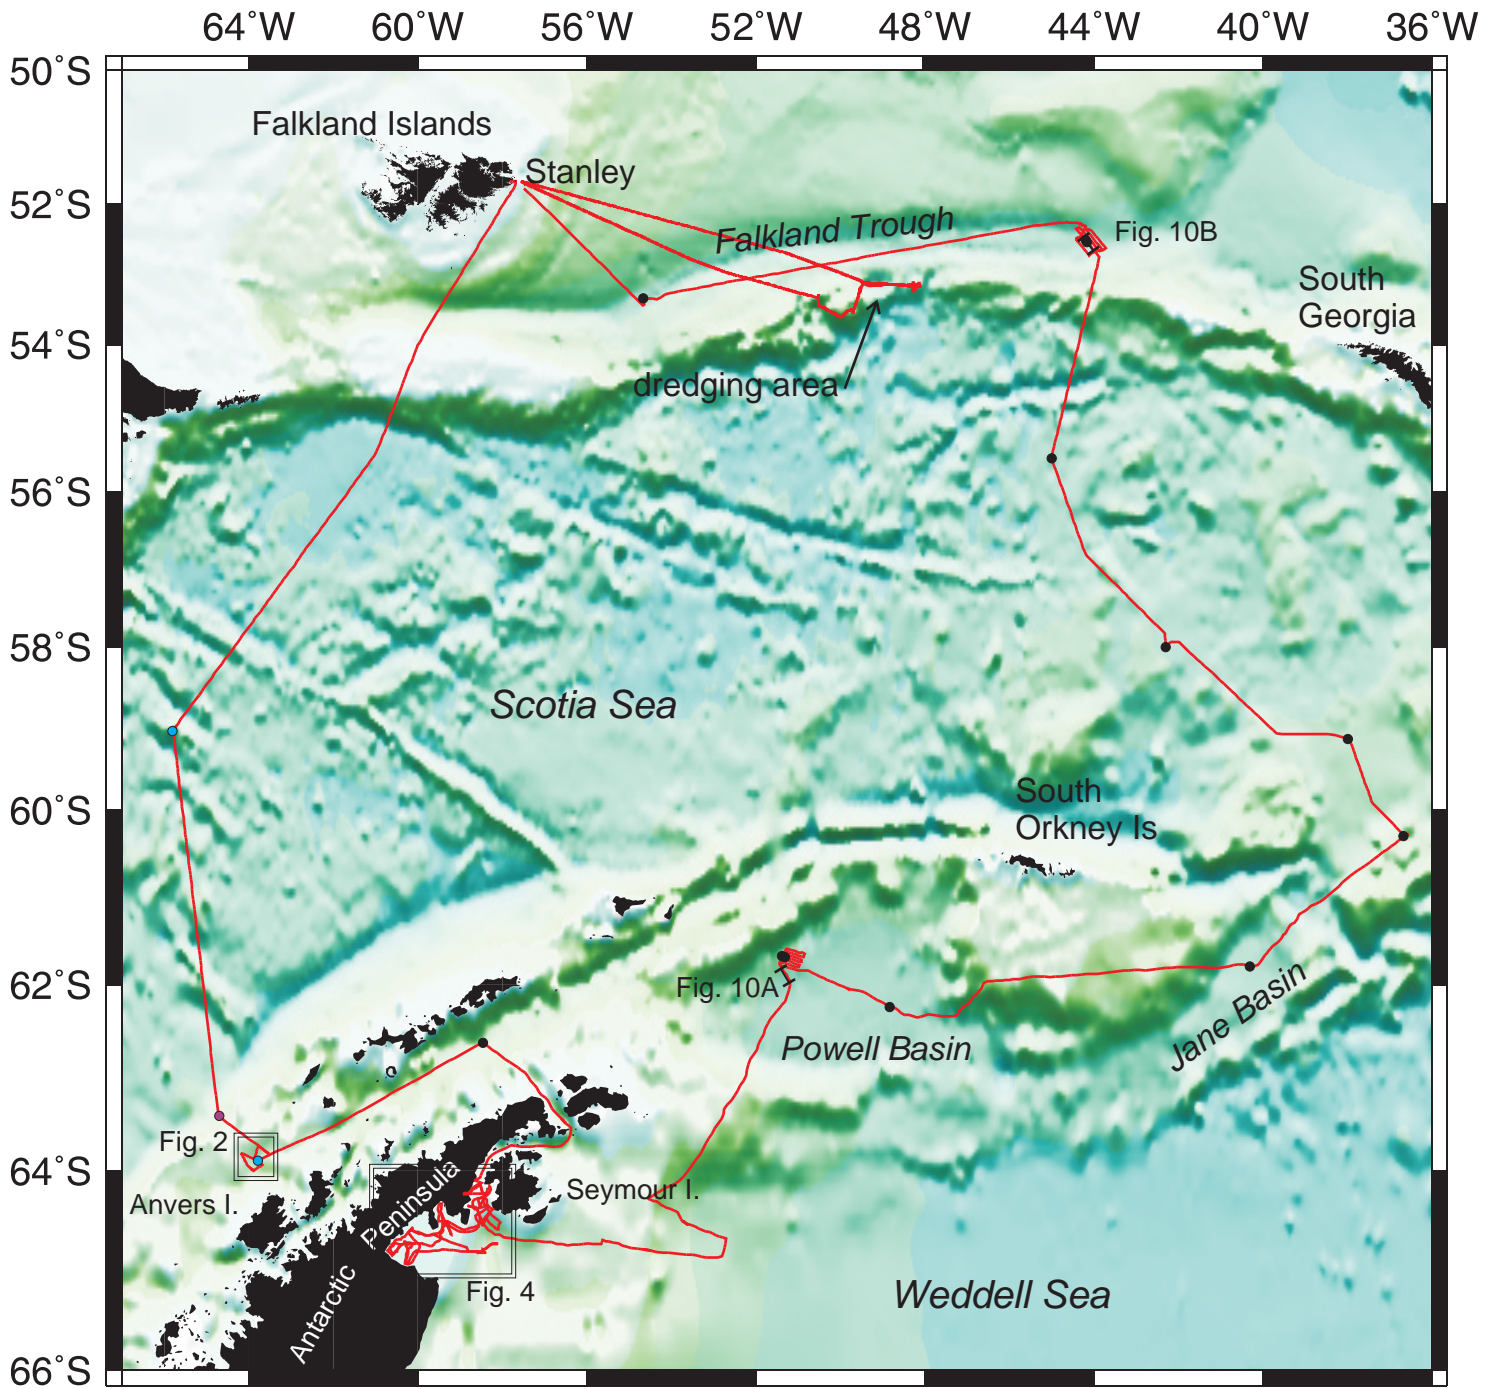 64°W 60°W 56°W 52°W 48°W 44°W 40°W 36°W
50°S
Falkland Islands
Stanley
52°S
Falkland Trough
Fig. 10B
South
Georgia
54°S
dredging area
56°S
58°S
Scotia Sea
60°S
South
Orkney Is
62°S
Fig. 10A
Jane Basin
Powell Basin
Fig. 2
64°S
Anvers I.
Seymour I.
Peninsula
Antarctic
Fig. 4
Weddell Sea
66°S